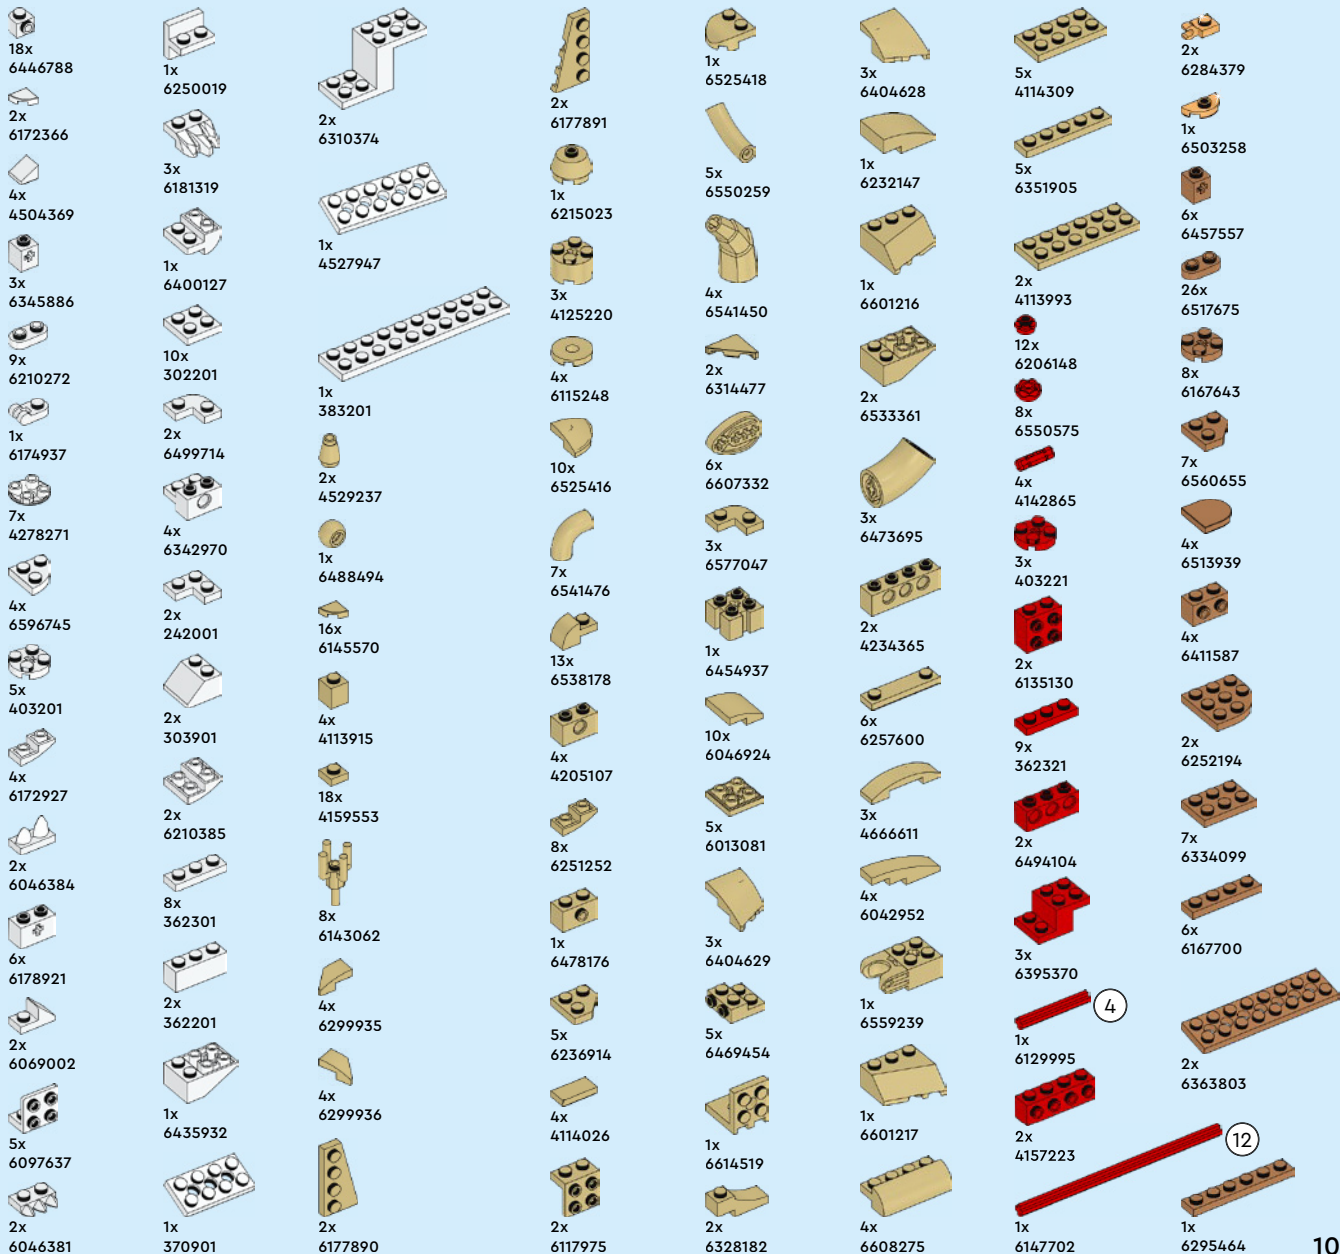 18x
6446788
2x
6172366
4x
4504369
3x
6345886
9x
6210272
1x
6174937
7x
4278271
4x
6596745
5x
403201
4x
6172927
2x
6046384
6x
6178921
2x
6069002
5x
6097637
2x
6046381
1x
6250019
3x
6181319
1x
6400127
10x
302201
2x
6499714
4x
6342970
2x
242001
2x
303901
2x
6210385
8x
362301
2x
362201
1x
6435932
1x
370901
2x
6310374
1x
4527947
1x
383201
2x
4529237
1x
6488494
16x
6145570
4x
4113915
18x
4159553
8x
6143062
4x
6299935
4x
6299936
2x
6177890
2x
6177891
1x
6215023
3x
4125220
4x
6115248
10x
6525416
7x
6541476
13x
6538178
4x
4205107
8x
6251252
1x
6478176
5x
6236914
4x
4114026
2x
6117975
1x
6525418
5x
6550259
4x
6541450
2x
6314477
6x
6607332
3x
6577047
1x
6454937
10x
6046924
5x
6013081
3x
6404629
5x
6469454
1x
6614519
2x
6328182
3x
6404628
1x
6232147
1x
6601216
2x
6533361
3x
6473695
2x
4234365
6x
6257600
3x
4666611
4x
6042952
1x
6559239
1x
6601217
4x
6608275
5x
4114309
5x
6351905
2x
4113993
12x
6206148
8x
6550575
4x
4142865
3x
403221
2x
6135130
9x
362321
2x
6494104
3x
6395370
4
1x
6129995
2x
4157223
12
1x
6147702
2x
6284379
1x
6503258
6x
6457557
26x
6517675
8x
6167643
7x
6560655
4x
6513939
4x
6411587
2x
6252194
7x
6334099
6x
6167700
2x
6363803
1x
6295464
10